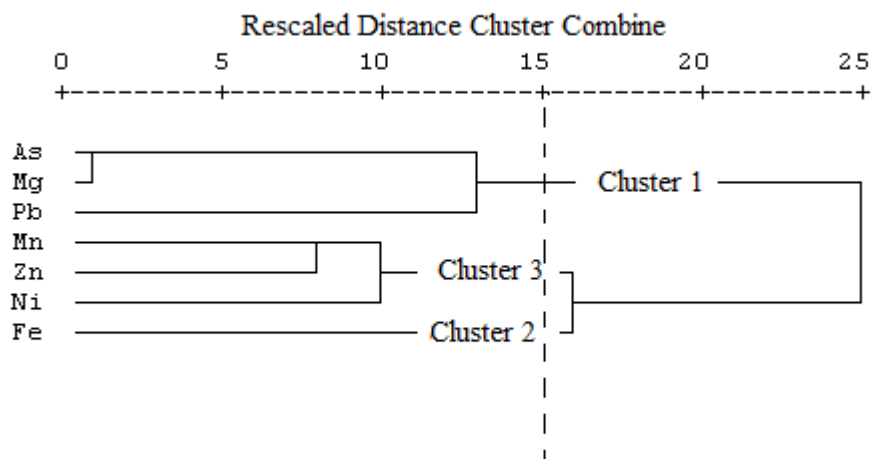 Rescaled Distance Cluster Combine
0 5 10 15 20 25
As
Mg Cluster 1
Pb
Mn
Zn Cluster 3
Ni
Fe Cluster 2